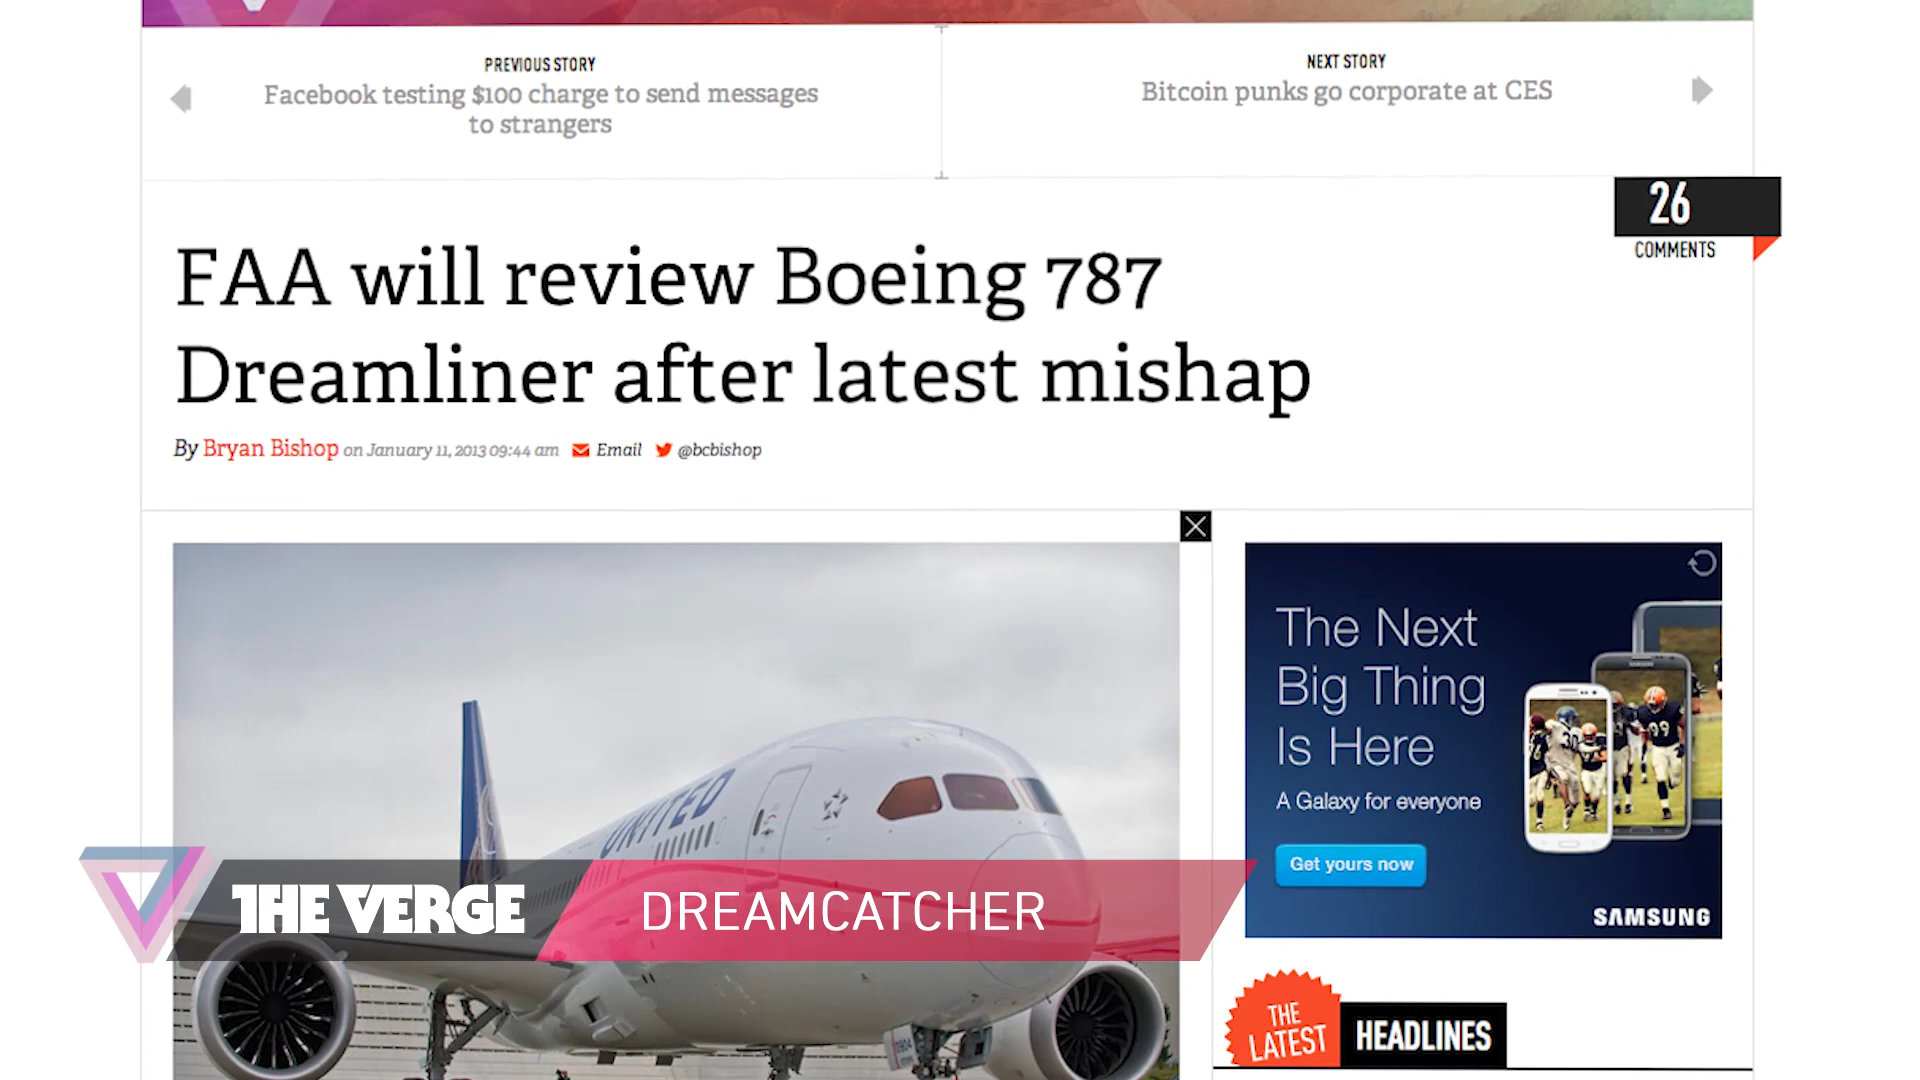 PREVIOUS STORY
Facebook testing $100 charge to send messages
to strangers
NEXT STORY
Bitcoin punks go corporate at CES
26
COMMENTS
FAA will review Boeing 787
Dreamliner after latest mishap
By Bryan Bishop on January 11, 2013 09:44 am Email @bcbishop
UNITED
The Next
Big Thing
Is Here
A Galaxy for everyone
Get yours now
SAMSUNG
THE VERGE
DREAMCATCHER
THE
LATEST
HEADLINES